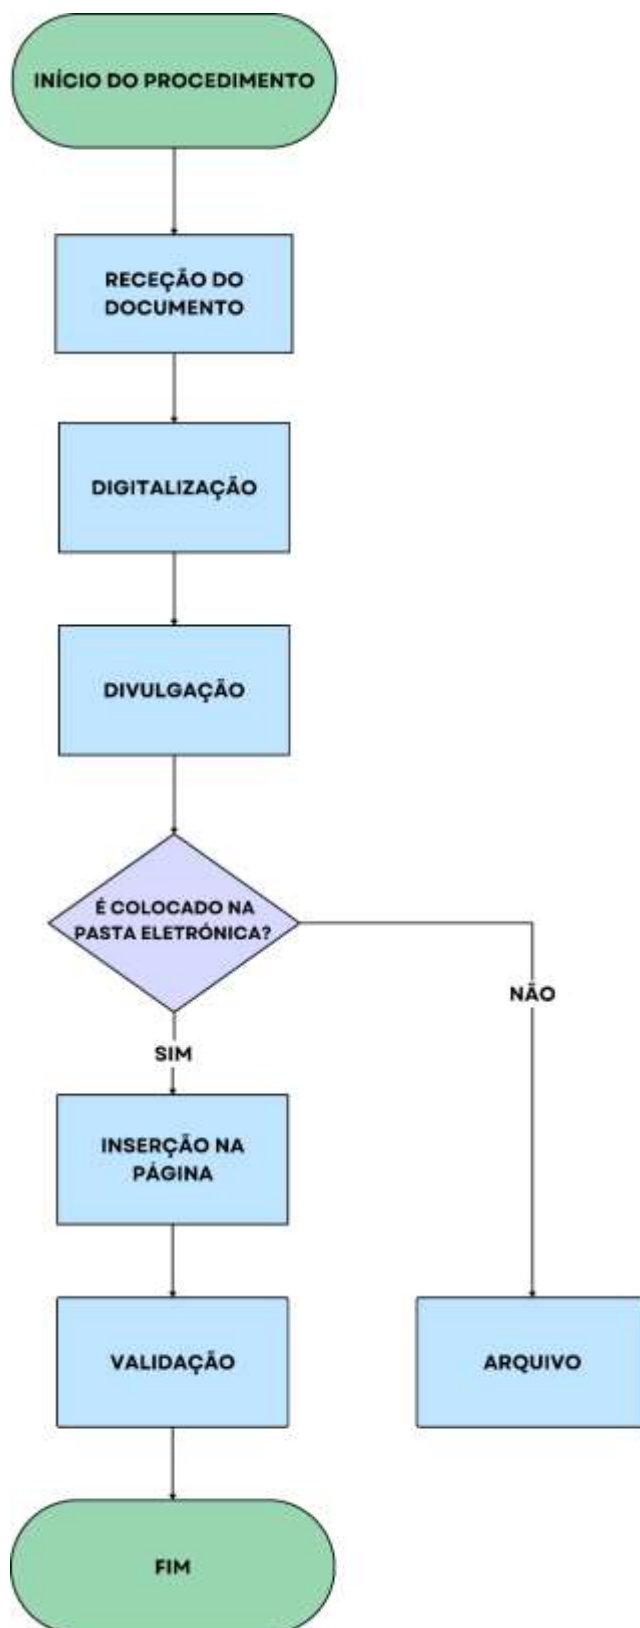 INÍCIO DO PROCEDIMENTO
RECEÇÃO DO
DOCUMENTO
DIGITALIZAÇÃO
DIVULGAÇÃO
É COLOCADO NA
PASTA ELETRÓNICA?
NÃO
SIM
INSERÇÃO NA
PÁGINA
VALIDAÇÃO
ARQUIVO
FIM